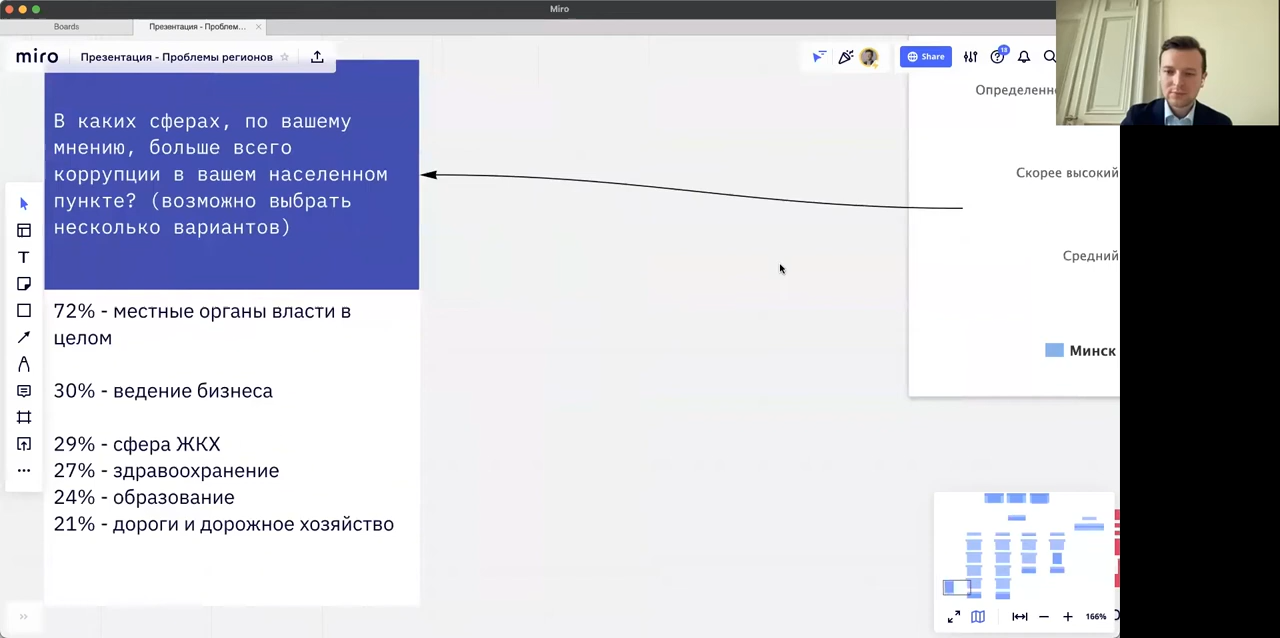 Miro
Boards
Презентация - Проблем...
miro
Презентация - Проблемы регионов
Share
13
В каких сферах, по вашему
мнению, больше всего
коррупции в вашем населенном
пункте? (возможно выбрать
несколько вариантов)
72% - местные органы власти в
целом
30% - ведение бизнеса
29% - сфера ЖКХ
27% - здравоохранение
24% - образование
21% - дороги и дорожное хозяйство
Скорее высокий
Средний
Минск
166%